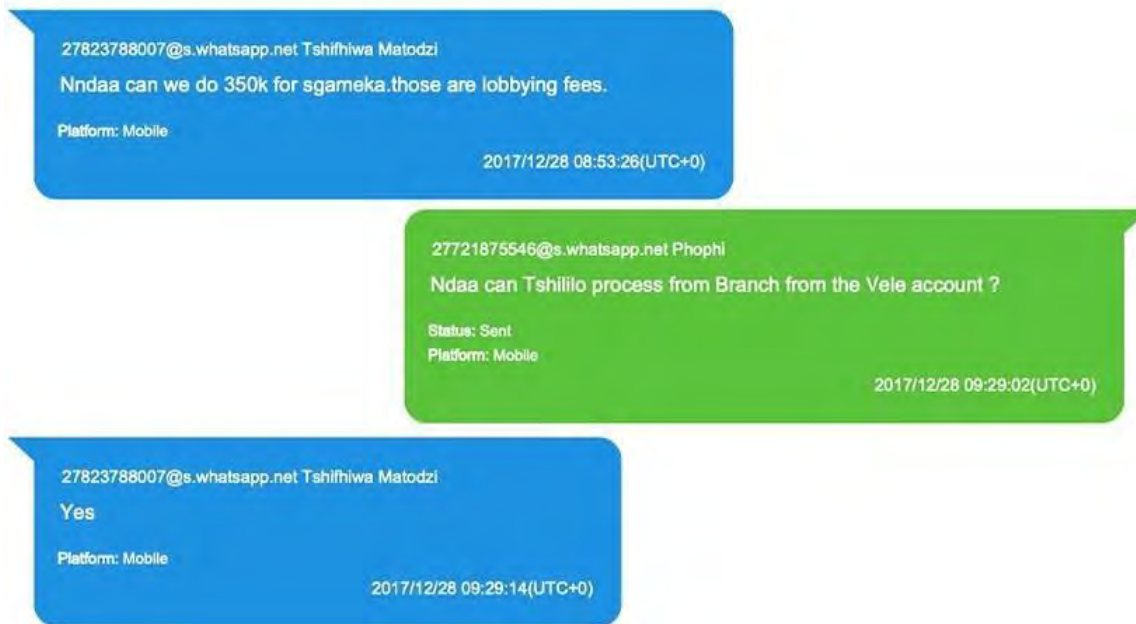 27823788007@s.whatsapp.net Tshifhiwa Matodzi
Nndaa can we do 350k for sgameka.those are lobbying fees.
Platform: Mobile
2017/12/28 08:53:26(UTC+0)
27721875546@s.whatsapp.net Phophi
Ndaa can Tshililo process from Branch from the Vele account ?
Status: Sent
Platform: Mobile
2017/12/28 09:29:02(UTC+0)
27823788007@s.whatsapp.net Tshifhiwa Matodzi
Yes
Platform: Mobile
2017/12/28 09:29:14(UTC+0)